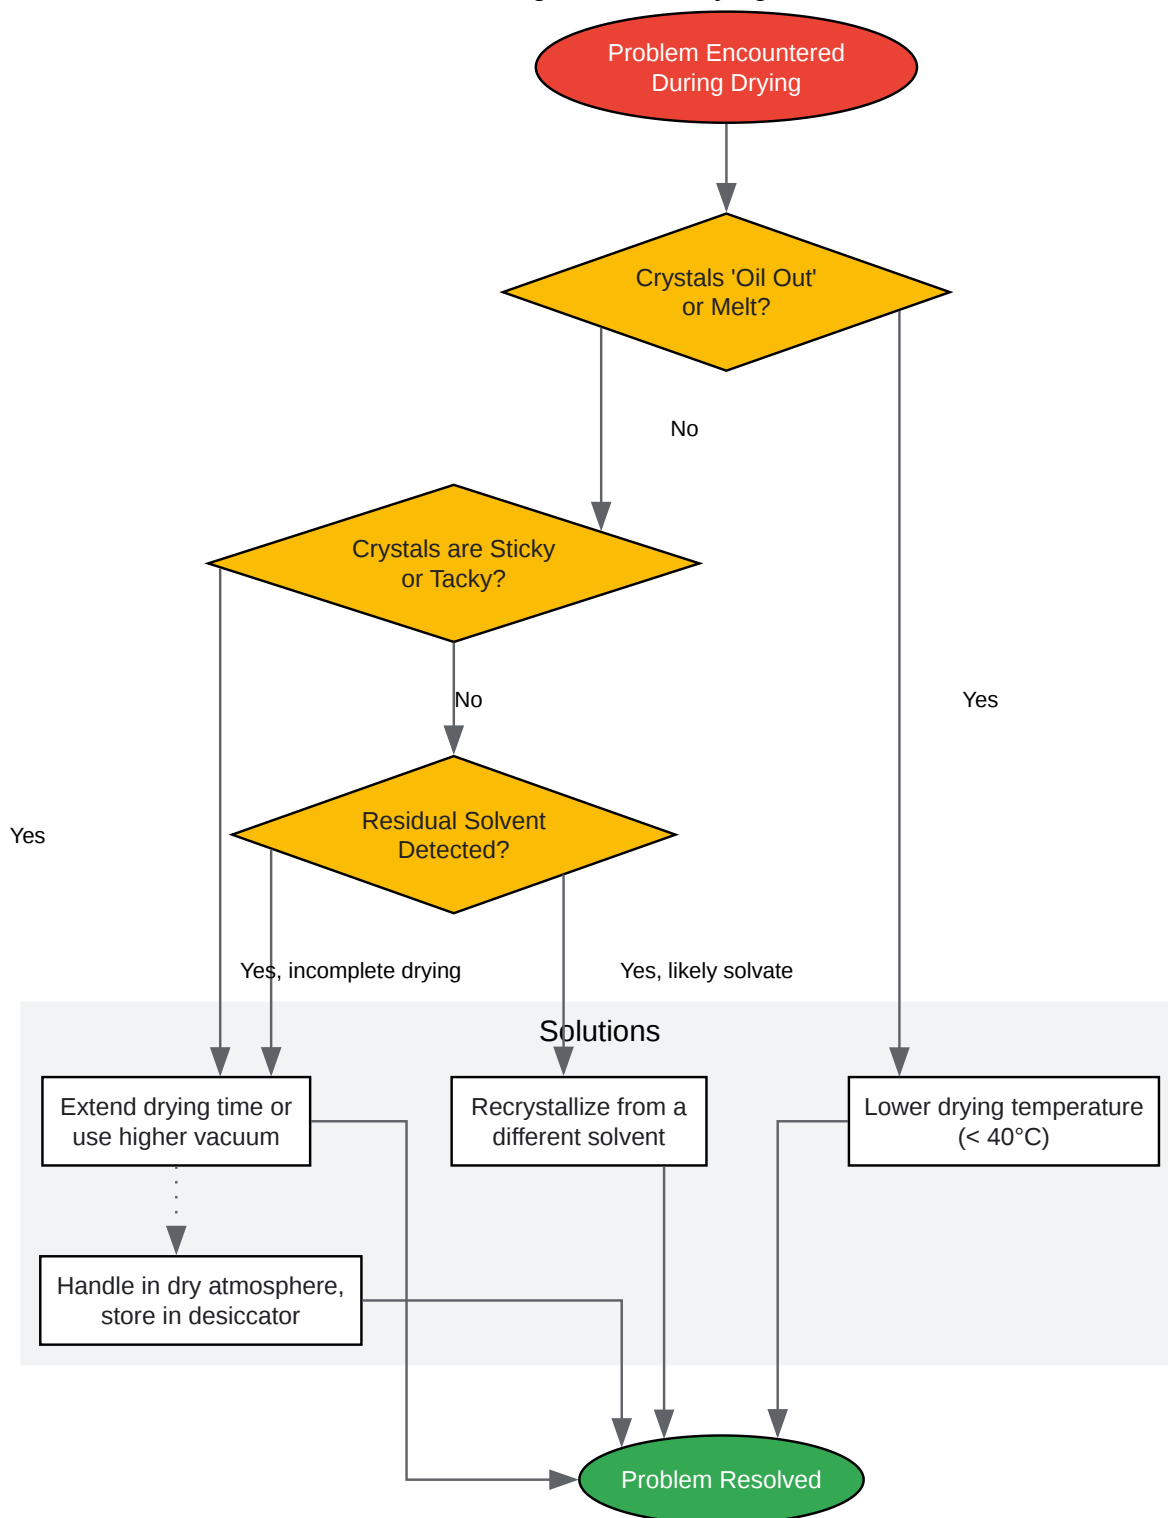 Problem Encountered
During Drying
Crystals 'Oil Out'
or Melt?
No
Crystals are Sticky
or Tacky?
No
Yes
Residual Solvent
Detected?
Yes
Yes, incomplete drying
Yes, likely solvate
Solutions
Extend drying time or
use higher vacuum
Recrystallize from a
different solvent
Lower drying temperature
(< 40°C)
Handle in dry atmosphere,
store in desiccator
Problem Resolved